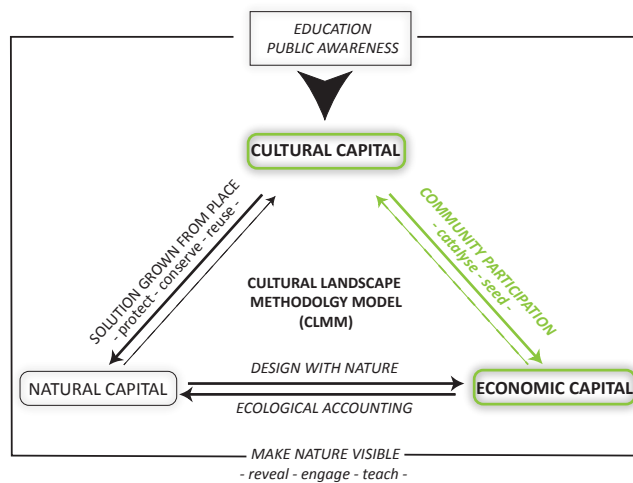 EDUCATION
PUBLIC AWARENESS
CULTURAL CAPITAL
SOLUTION GROWN FROM PLACE
- protect - conserve - reuse -
COMMUNITY PARTICIPATION
- catalyse - seed -
CULTURAL LANDSCAPE
METHODOLGY MODEL
(CLMM)
NATURAL CAPITAL
DESIGN WITH NATURE
ECOLOGICAL ACCOUNTING
ECONOMIC CAPITAL
MAKE NATURE VISIBLE
- reveal - engage - teach -